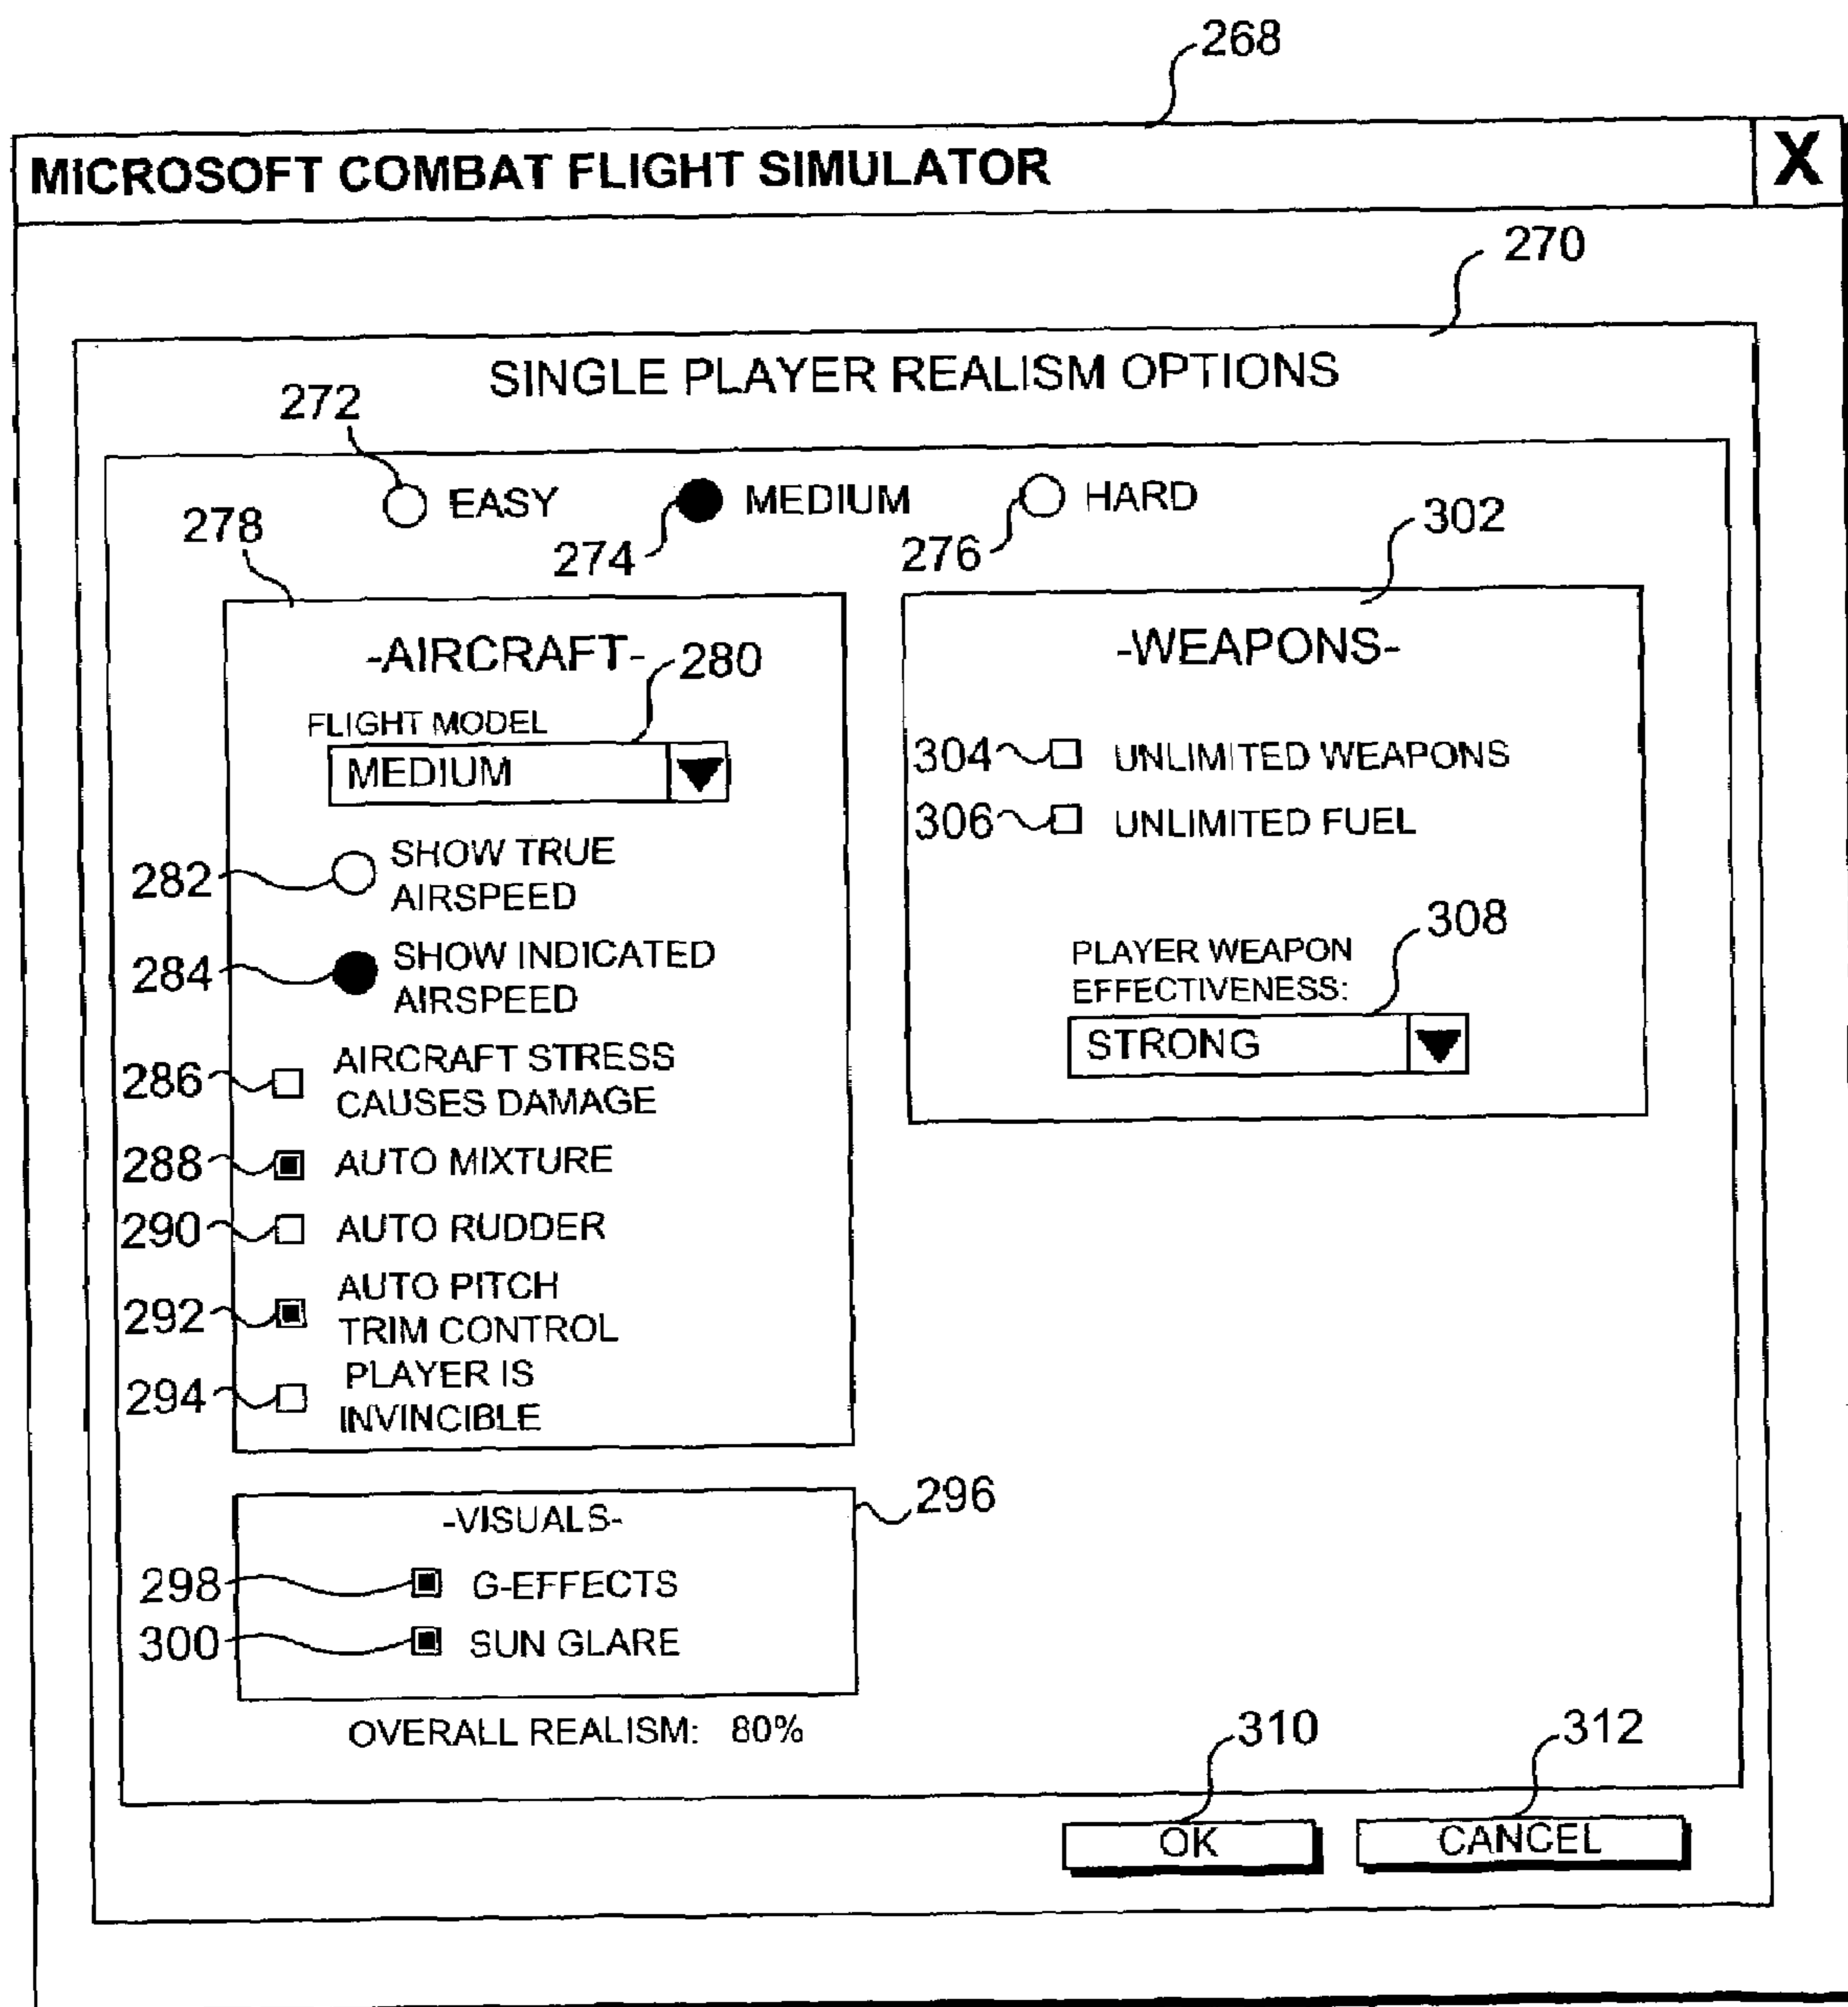 268
MICROSOFT COMBAT FLIGHT SIMULATOR X
270
SINGLE PLAYER REALISM OPTIONS
272
EASY MEDIUM HARD
278 274 276 302
-AIRCRAFT- 280
FLIGHT MODEL
MEDIUM
282 SHOW TRUE
AIRSPEED
284 SHOW INDICATED
AIRSPEED
286 AIRCRAFT STRESS
CAUSES DAMAGE
288 AUTO MIXTURE
290 AUTO RUDDER
292 AUTO PITCH
TRIM CONTROL
294 PLAYER IS
INVINCIBLE
-WEAPONS-
304 UNLIMITED WEAPONS
306 UNLIMITED FUEL
308
PLAYER WEAPON
EFFECTIVENESS:
STRONG
296
-VISUALS-
298 G-EFFECTS
300 SUN GLARE
OVERALL REALISM: 80%
310 312
OK CANCEL